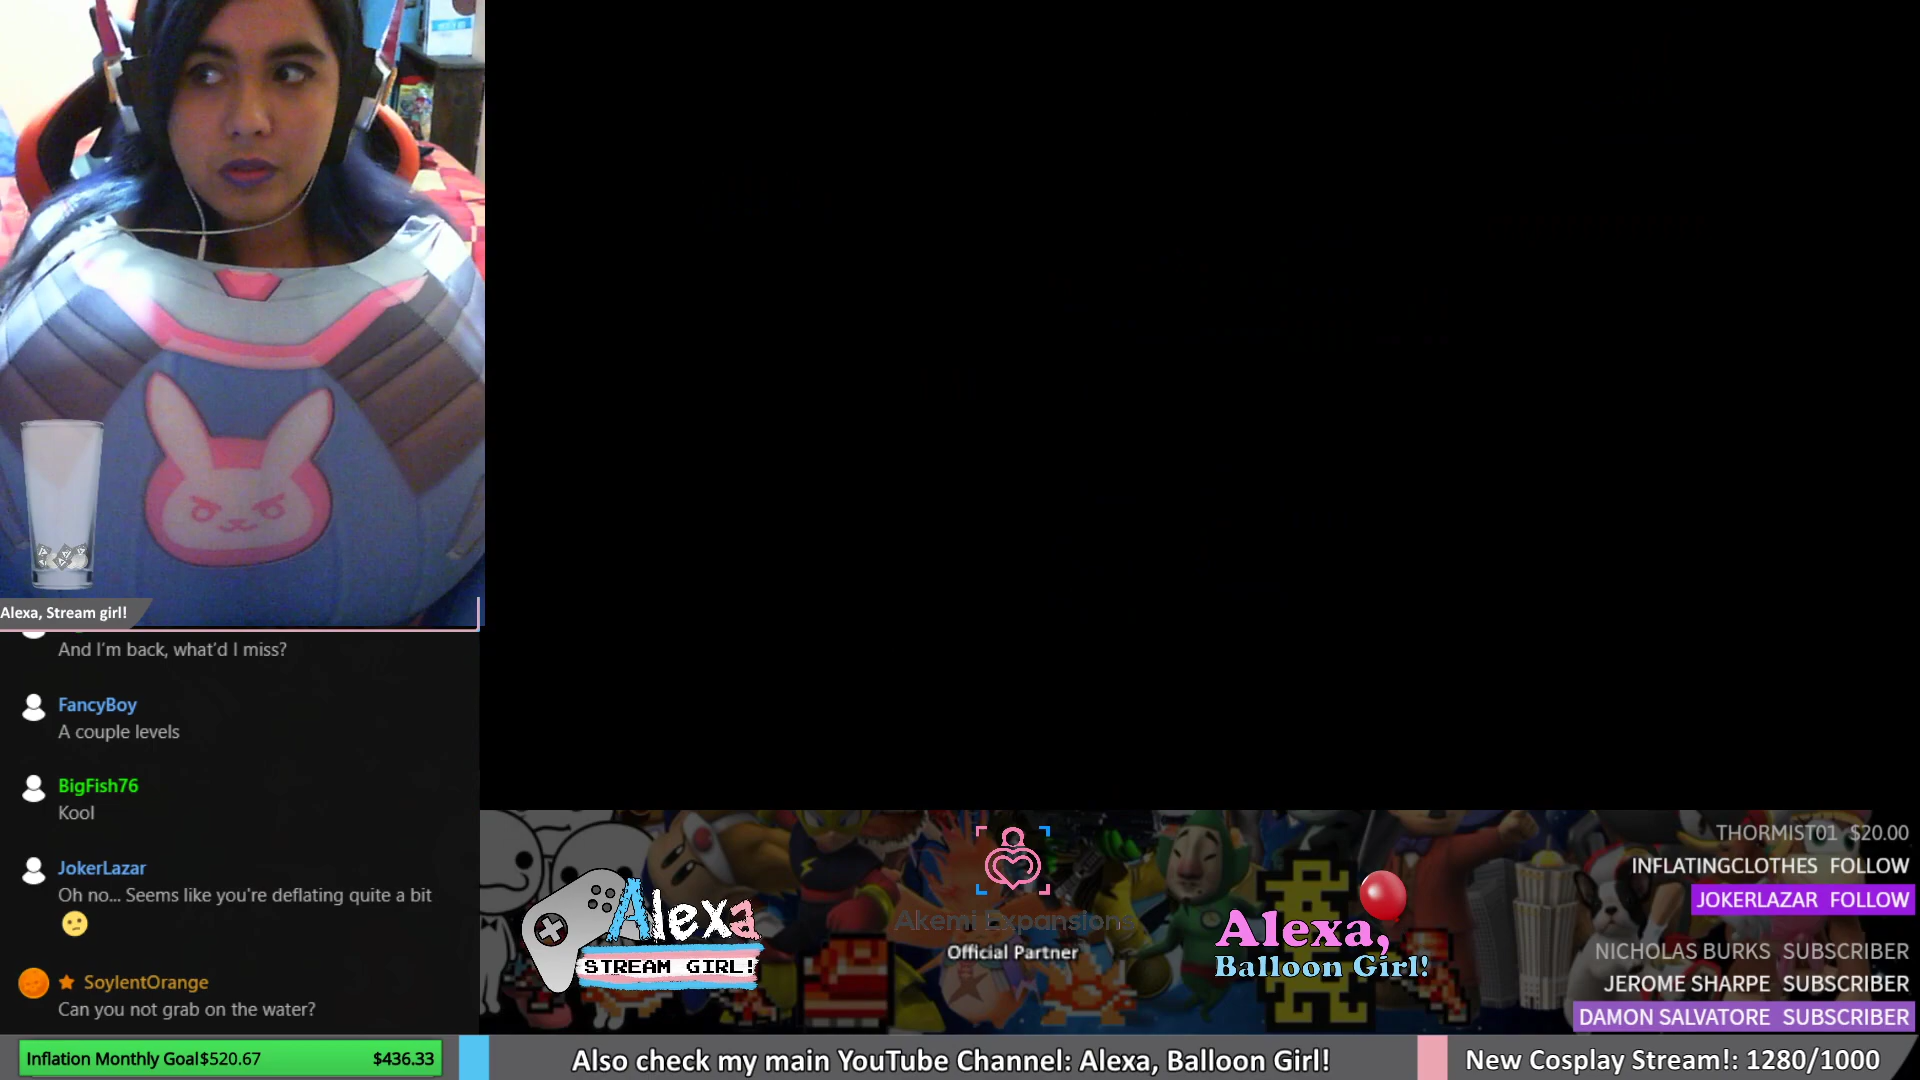 Alexa, Stream girl!
And I'm back, what'd I miss?
FancyBoy
A couple levels
BigFish76
Kool
JokerLazar
Oh no... Seems like you're deflating quite a bit
SoylentOrange
Can you not grab on the water?
Inflation Monthly Goal $520.67 $436.33
Alexa
STREAM GIRL!
Akemi Expansions
Official Partner
Alexa,
Balloon Girl!
THORMIST01 $20.00
INFLATINGCLOTHES FOLLOW
JOKERLAZAR FOLLOW
NICHOLAS BURKS SUBSCRIBER
JEROME SHARPE SUBSCRIBER
DAMON SALVATORE SUBSCRIBER
Also check my main YouTube Channel: Alexa, Balloon Girl!
New Cosplay Stream!: 1280/1000